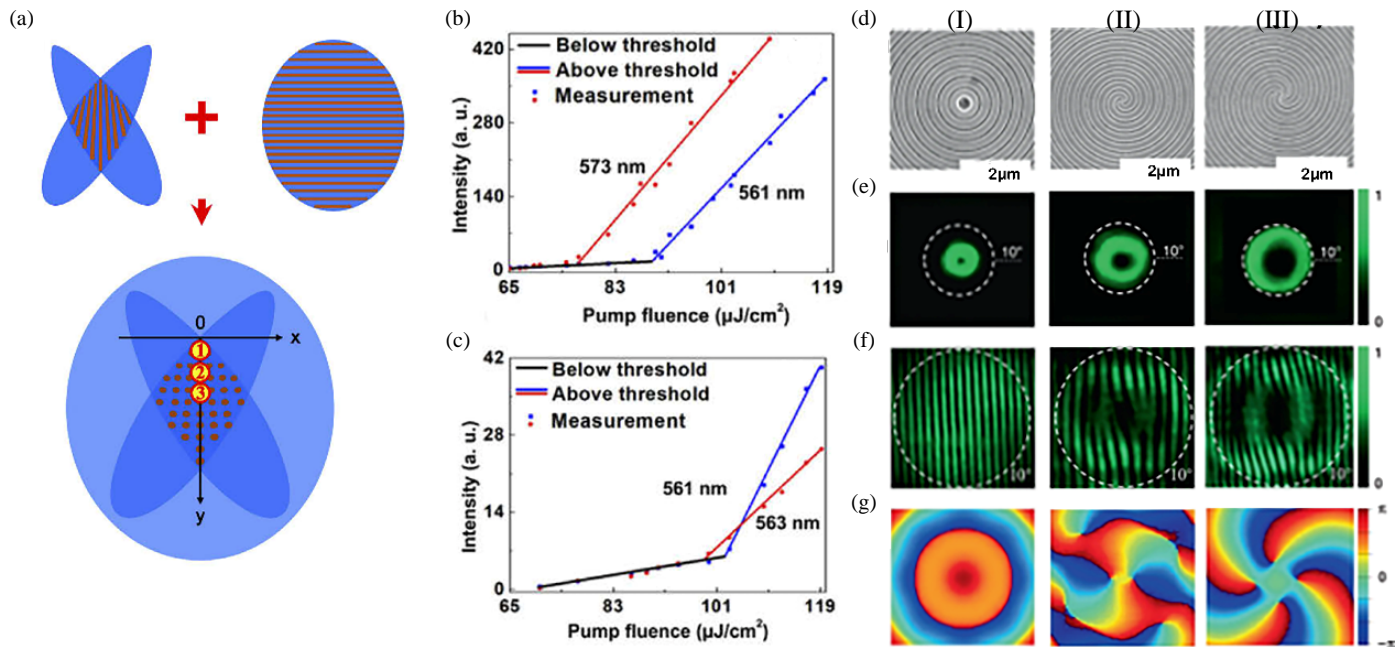 (a)
0
x
1
2
3
y
(b)
420
280
140
0
Intensity (a. u.)
Below threshold
Above threshold
Measurement
573 nm
561 nm
65
83
101
119
Pump fluence (μJ/cm²)
(c)
42
28
14
0
Intensity (a. u.)
Below threshold
Above threshold
Measurement
561 nm
563 nm
65
83
101
119
Pump fluence (μJ/cm²)
(d)
(I)
(II)
(III)
2μm
2μm
2μm
(e)
10°
10°
10°
1
0
(f)
10°
10°
10°
1
0
(g)
π
0
−π